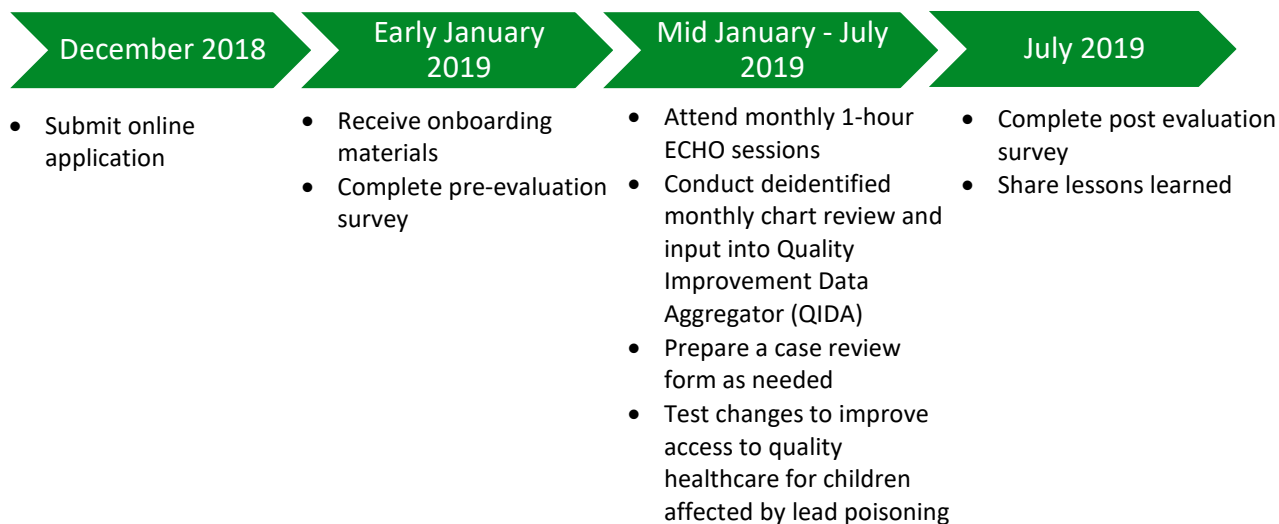 December 2018
Early January
2019
Mid January - July
2019
July 2019
• Submit online
application
• Receive onboarding
materials
• Complete pre-evaluation
survey
• Attend monthly 1-hour
ECHO sessions
• Conduct deidentified
monthly chart review and
input into Quality
Improvement Data
Aggregator (QIDA)
• Prepare a case review
form as needed
• Test changes to improve
access to quality
healthcare for children
affected by lead poisoning
• Complete post evaluation
survey
• Share lessons learned